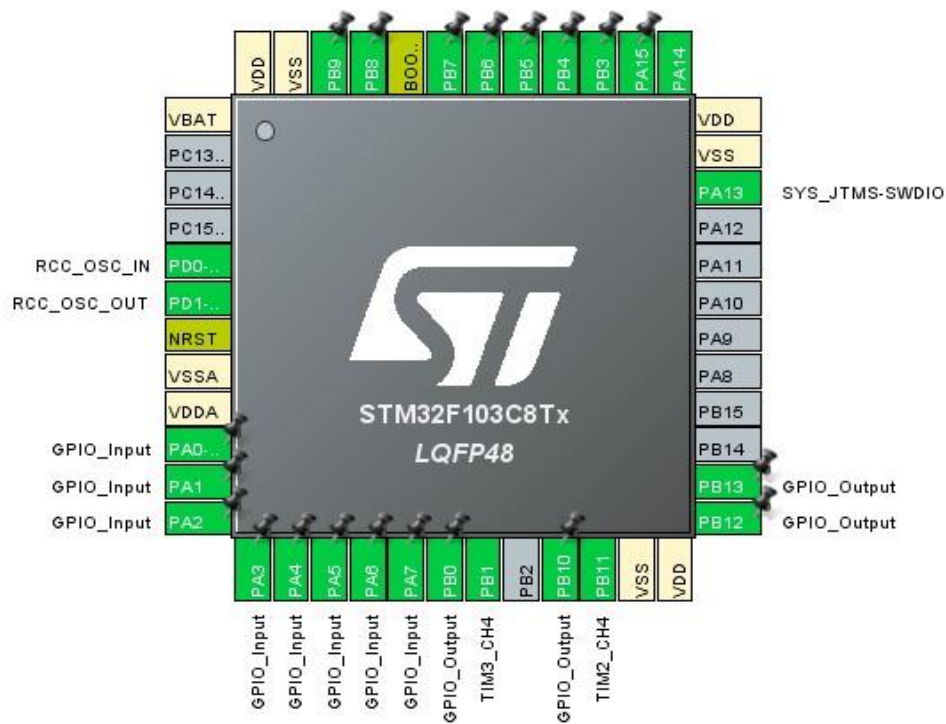 VDD
VSS
PB9
PB8
BOO..
PB7
PB6
PB5
PB4
PB3
PA15
PA14
VBAT
PC13..
PC14..
PC15..
RCC_OSC_IN PD0-..
RCC_OSC_OUT PD1-..
NRST
VSSA
VDDA
GPIO_Input PA0-..
GPIO_Input PA1
GPIO_Input PA2
ST
STM32F103C8Tx
LQFP48
VDD
VSS
PA13 SYS_JTMS-SWDIO
PA12
PA11
PA10
PA9
PA8
PB15
PB14
PB13 GPIO_Output
PB12 GPIO_Output
PA3 GPIO_Input
PA4 GPIO_Input
PA5 GPIO_Input
PA6 GPIO_Input
PA7 GPIO_Input
PB0 GPIO_Output
PB1 TIM3_CH4
PB2
PB10 GPIO_Output
PB11 TIM2_CH4
VSS
VDD